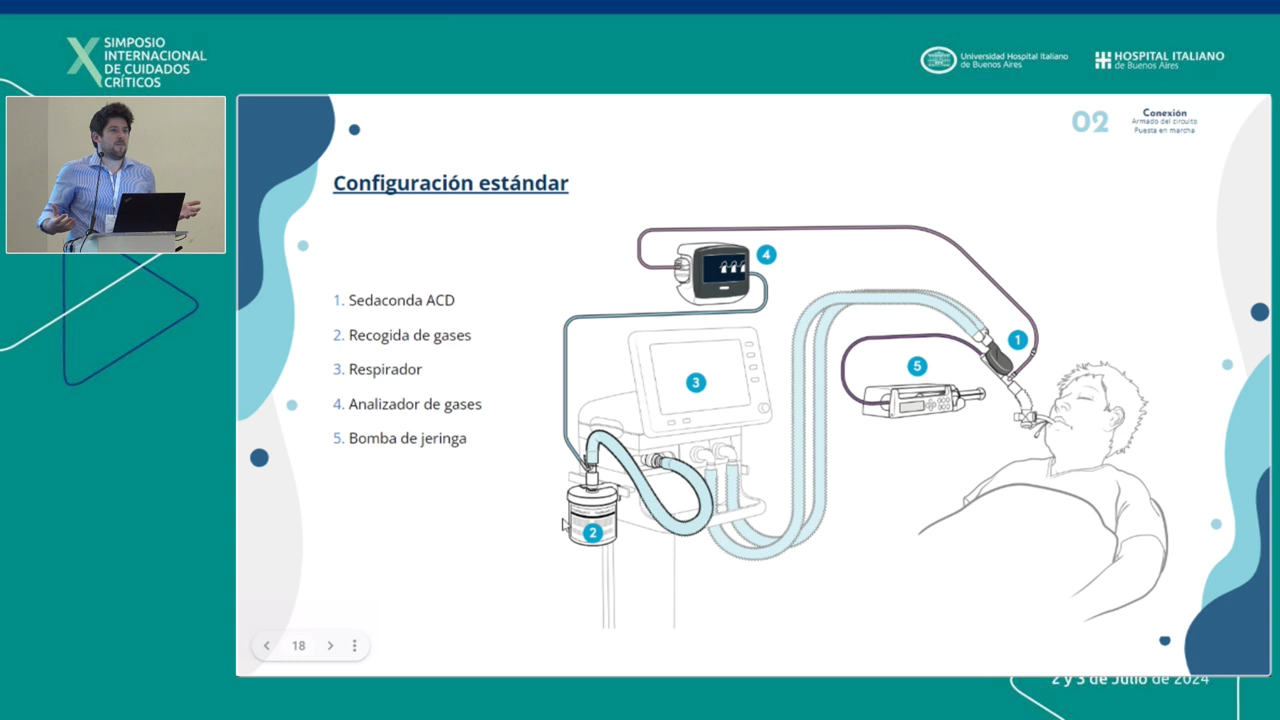 X SIMPOSIO
INTERNACIONAL
DE CUIDADOS
CRÍTICOS
Universidad Hospital Italiano
de Buenos Aires
HOSPITAL ITALIANO
de Buenos Aires
02
Conexión
Armado del circuito
Puesta en marcha
Configuración estándar
1. Sedaconda ACD
2. Recogida de gases
3. Respirador
4. Analizador de gases
5. Bomba de jeringa
4
1
5
3
2
18
2 y 3 de Julio de 2024